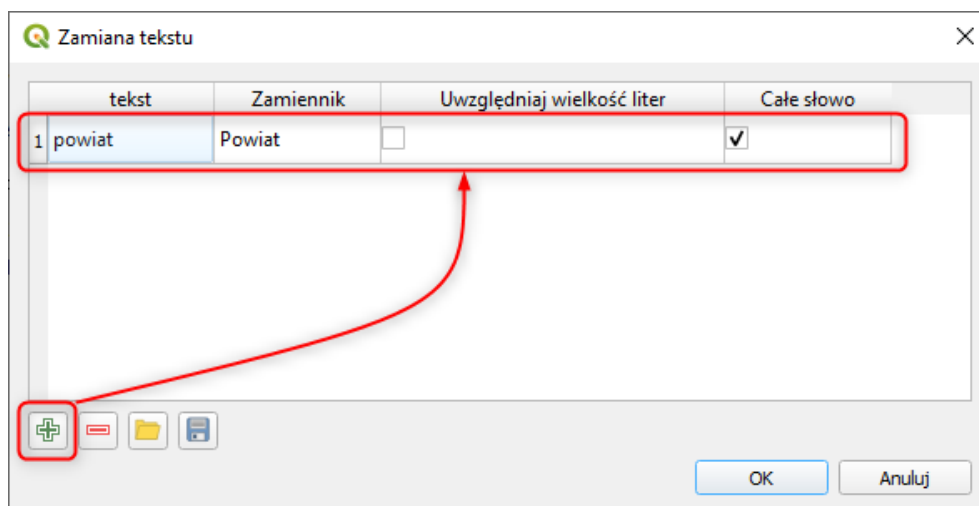 Zamiana tekstu
tekst Zamiennik Uwzględniaj wielkość liter Całe słowo
1 powiat Powiat
OK Anuluj